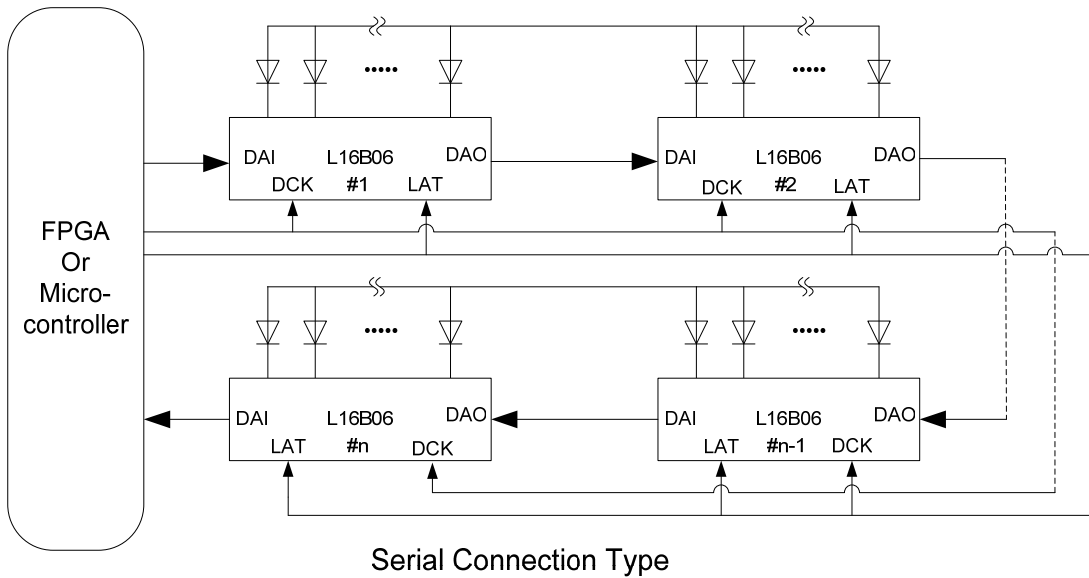 FPGA
Or
Micro-
controller
DAI L16B06 DAO
DCK #1 LAT
DAI L16B06 DAO
DCK #2 LAT
DAI L16B06 DAO
LAT #n DCK
DAI L16B06 DAO
LAT #n-1 DCK
Serial Connection Type